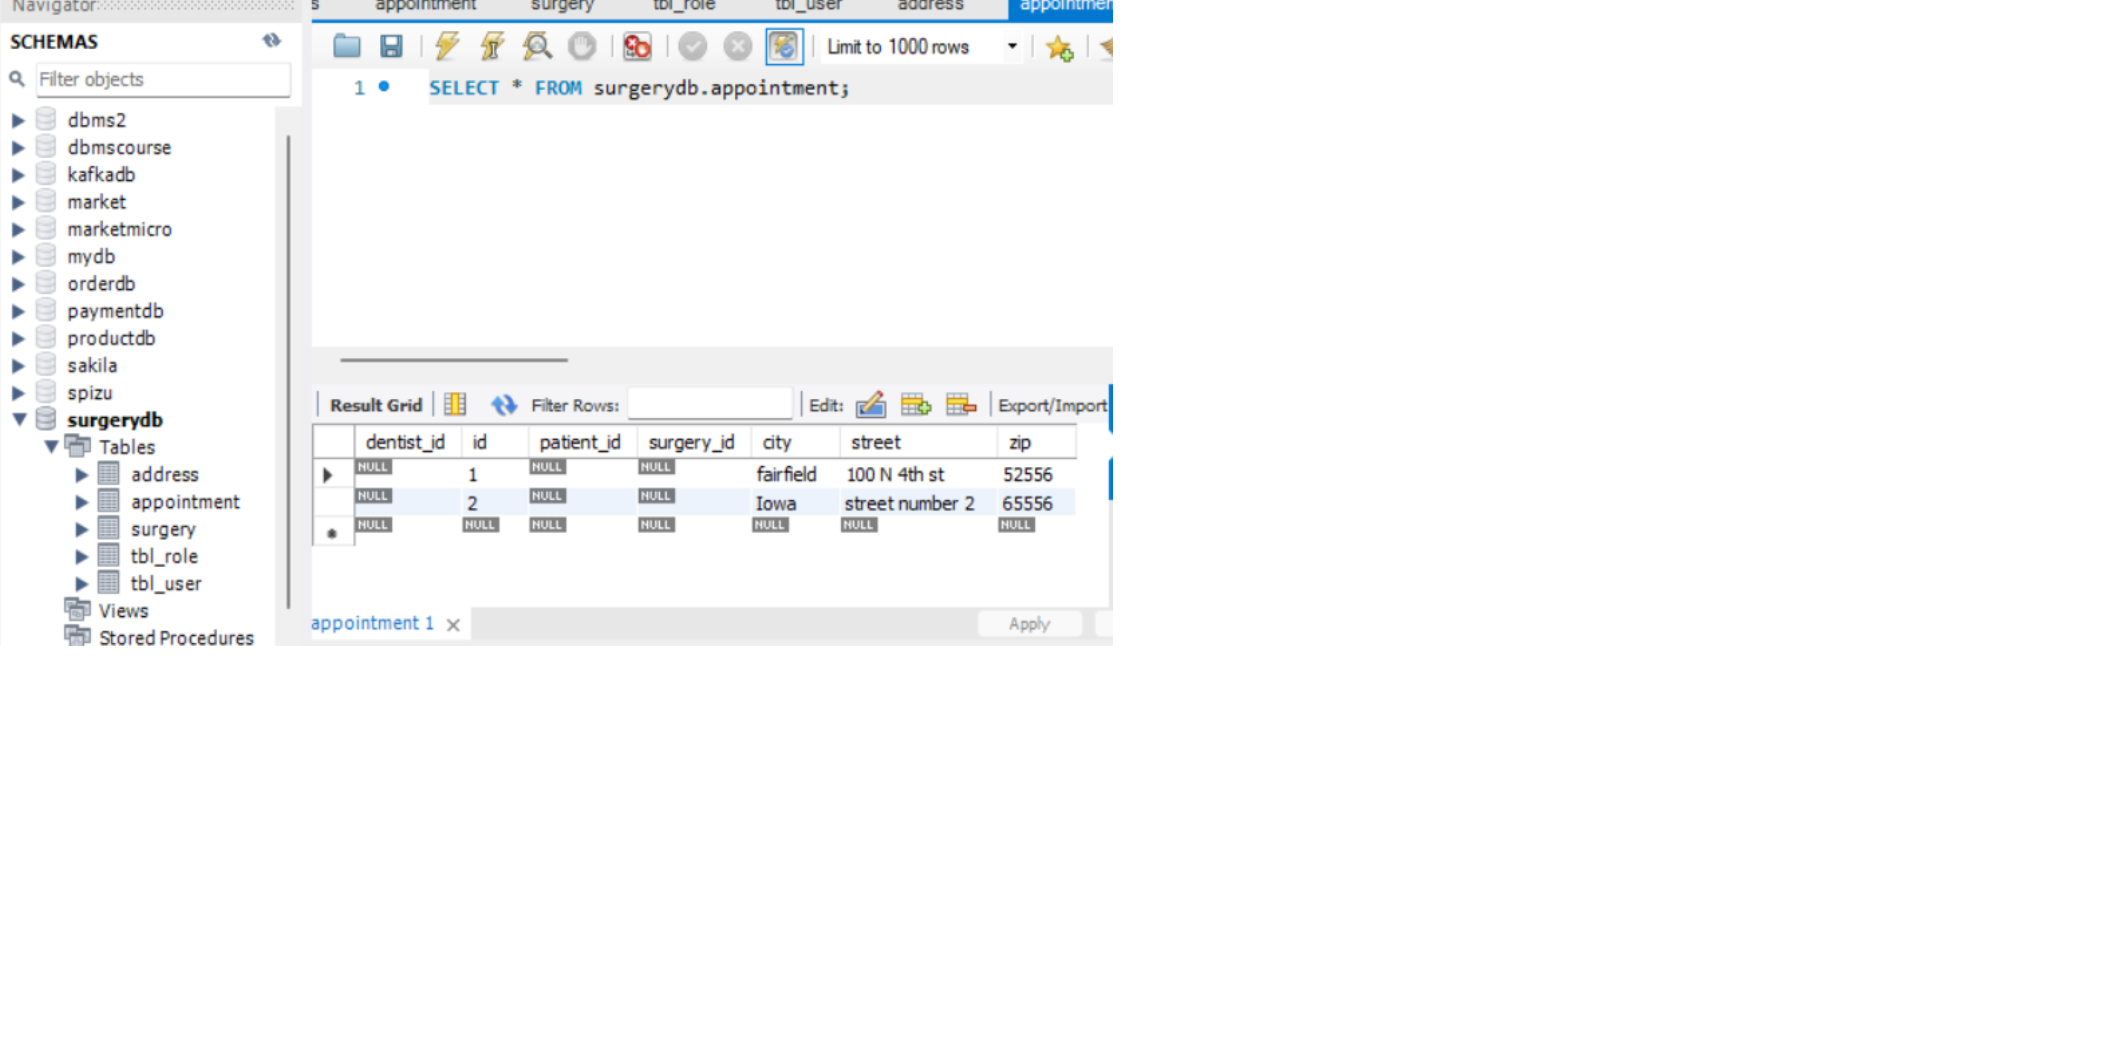 Navigator
s appointment surgery tbl_role tbl_user address appointmen
SCHEMAS
Filter objects
Limit to 1000 rows
1 SELECT * FROM surgerydb.appointment;
dbms2
dbmscourse
kafkadb
market
marketmicro
mydb
orderdb
paymentdb
productdb
sakila
spizu
surgerydb
Tables
address
appointment
surgery
tbl_role
tbl_user
Views
Stored Procedures
Result Grid Filter Rows: Edit: Export/Import
dentist_id id patient_id surgery_id city street zip
NULL 1 NULL NULL fairfield 100 N 4th st 52556
NULL 2 NULL NULL Iowa street number 2 65556
NULL NULL NULL NULL NULL NULL NULL
appointment 1 Apply